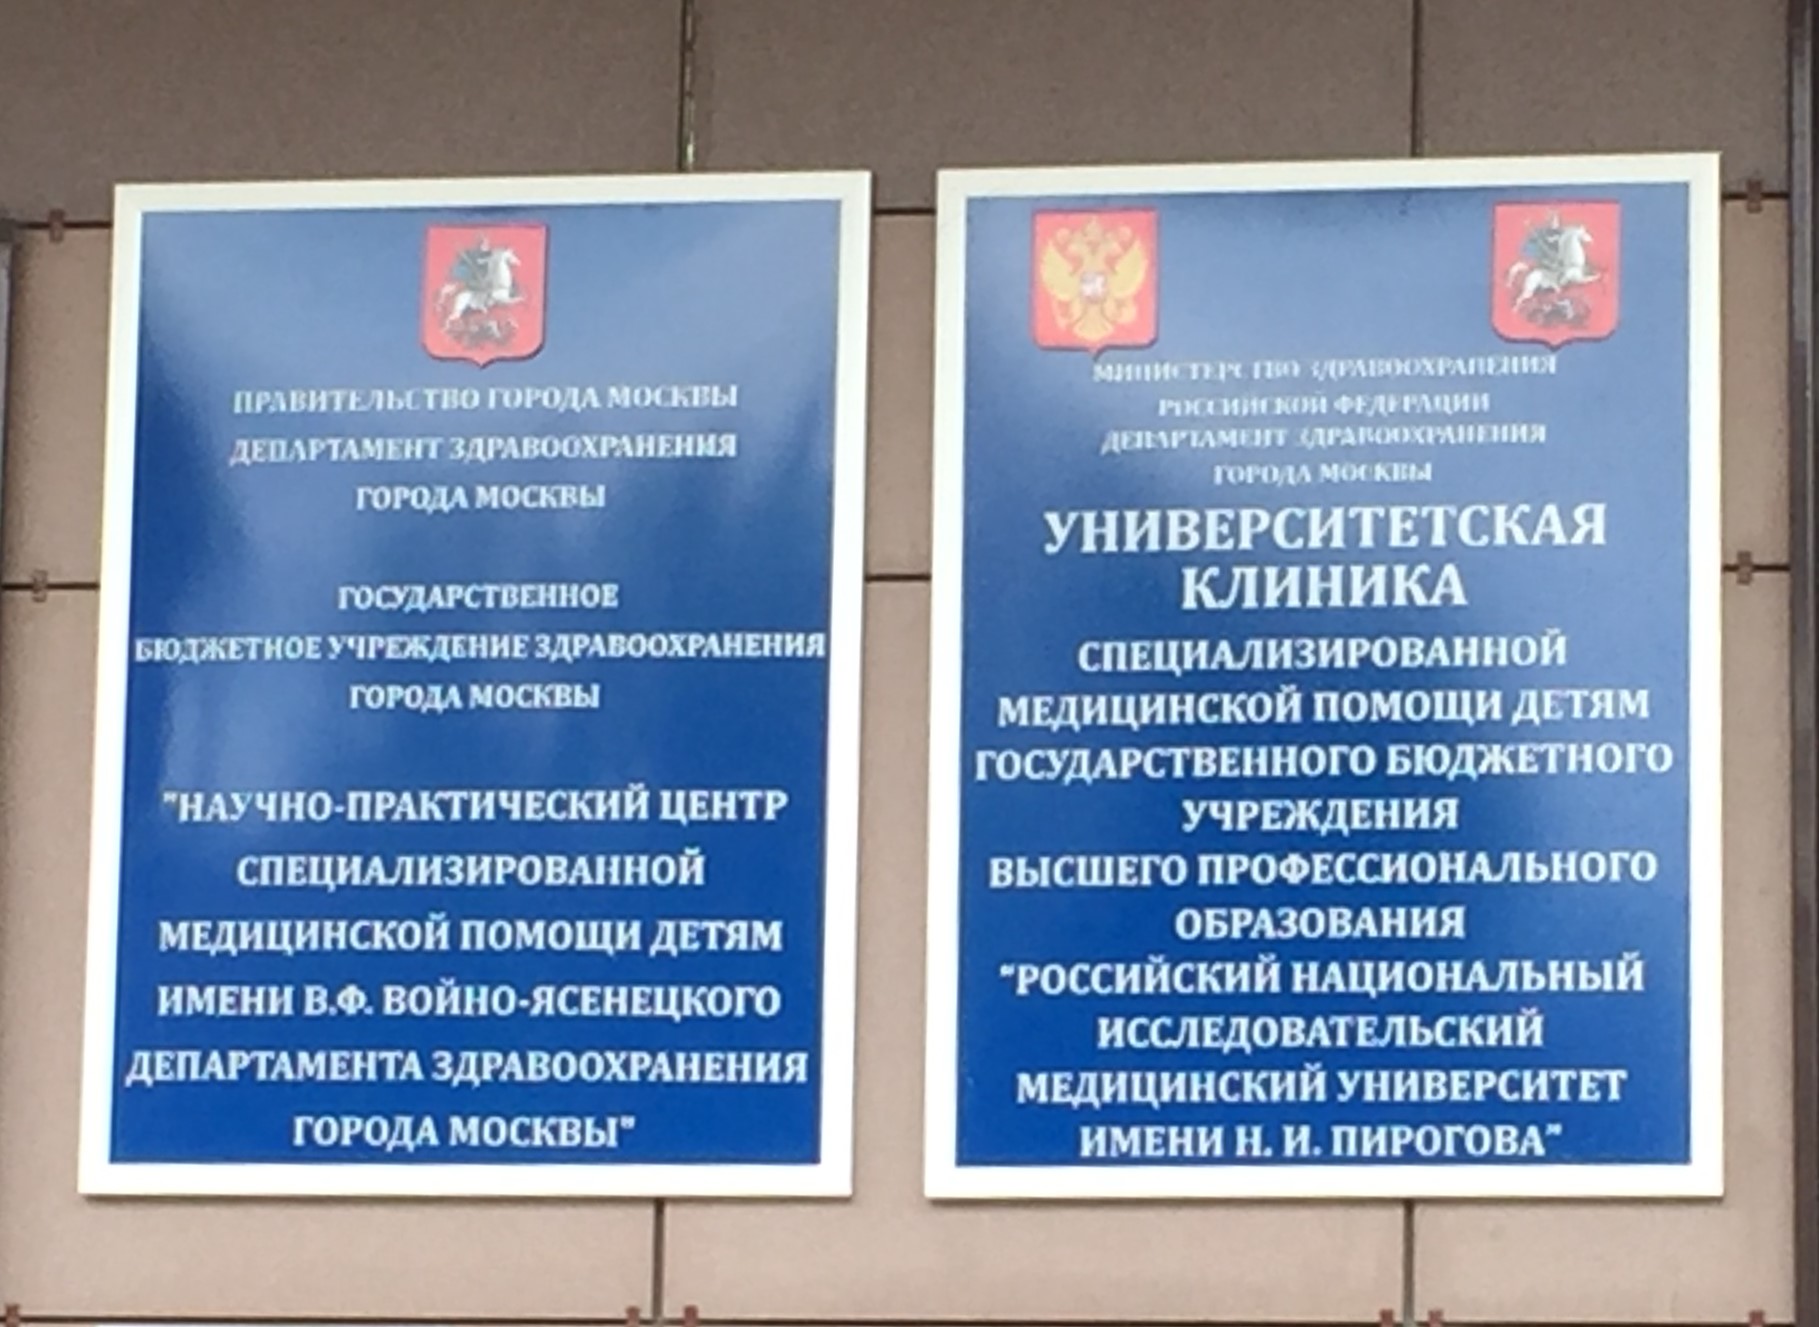 ПРАВИТЕЛЬСТВО ГОРОДА МОСКВЫ
ДЕПАРТАМЕНТ ЗДРАВООХРАНЕНИЯ
ГОРОДА МОСКВЫ
ГОСУДАРСТВЕННОЕ
БЮДЖЕТНОЕ УЧРЕЖДЕНИЕ ЗДРАВООХРАНЕНИЯ
ГОРОДА МОСКВЫ
"НАУЧНО-ПРАКТИЧЕСКИЙ ЦЕНТР
СПЕЦИАЛИЗИРОВАННОЙ
МЕДИЦИНСКОЙ ПОМОЩИ ДЕТЯМ
ИМЕНИ В.Ф. ВОЙНО-ЯСЕНЕЦКОГО
ДЕПАРТАМЕНТА ЗДРАВООХРАНЕНИЯ
ГОРОДА МОСКВЫ"
МИНИСТЕРСТВО ЗДРАВООХРАНЕНИЯ
РОССИЙСКОЙ ФЕДЕРАЦИИ
ДЕПАРТАМЕНТ ЗДРАВООХРАНЕНИЯ
ГОРОДА МОСКВЫ
УНИВЕРСИТЕТСКАЯ
КЛИНИКА
СПЕЦИАЛИЗИРОВАННОЙ
МЕДИЦИНСКОЙ ПОМОЩИ ДЕТЯМ
ГОСУДАРСТВЕННОГО БЮДЖЕТНОГО
УЧРЕЖДЕНИЯ
ВЫСШЕГО ПРОФЕССИОНАЛЬНОГО
ОБРАЗОВАНИЯ
"РОССИЙСКИЙ НАЦИОНАЛЬНЫЙ
ИССЛЕДОВАТЕЛЬСКИЙ
МЕДИЦИНСКИЙ УНИВЕРСИТЕТ
ИМЕНИ Н. И. ПИРОГОВА"